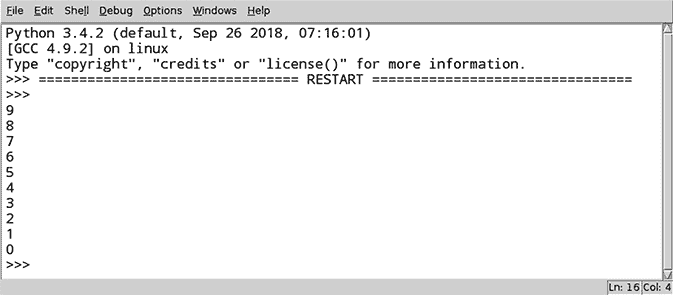 File Edit Shell Debug Options Windows Help
Python 3.4.2 (default, Sep 26 2018, 07:16:01)
[GCC 4.9.2] on linux
Type "copyright", "credits" or "license()" for more information.
>>> ================================ RESTART ================================
>>>
9
8
7
6
5
4
3
2
1
0
>>>
Ln: 16 Col: 4